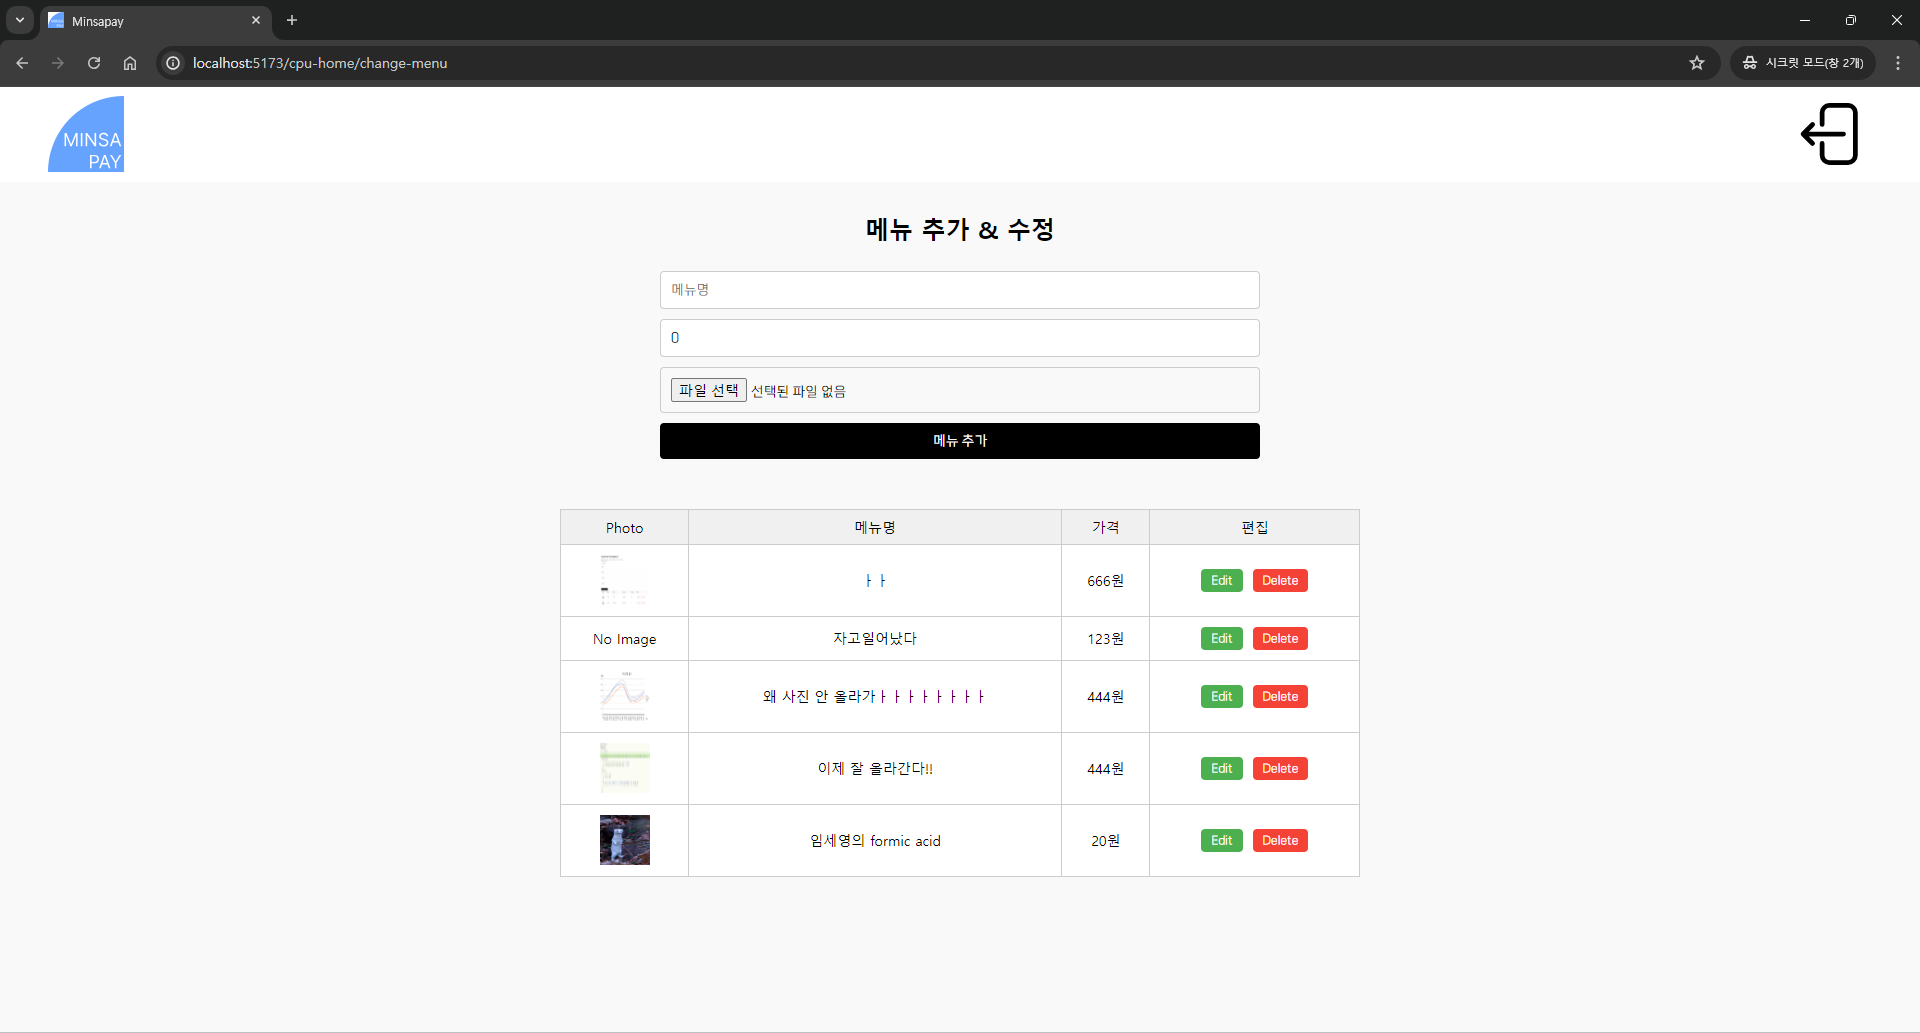 Minsapay
localhost:5173/cpu-home/change-menu
시크릿 모드(창 2개)
MINSA
PAY
메뉴 추가 & 수정
메뉴명
0
파일 선택 선택된 파일 없음
메뉴 추가
Photo 메뉴명 가격 편집
ㅏㅏ 666원 Edit Delete
No Image 자고일어났다 123원 Edit Delete
왜 사진 안 올라가ㅏㅏㅏㅏㅏㅏㅏㅏ 444원 Edit Delete
이제 잘 올라간다!! 444원 Edit Delete
임세영의 formic acid 20원 Edit Delete